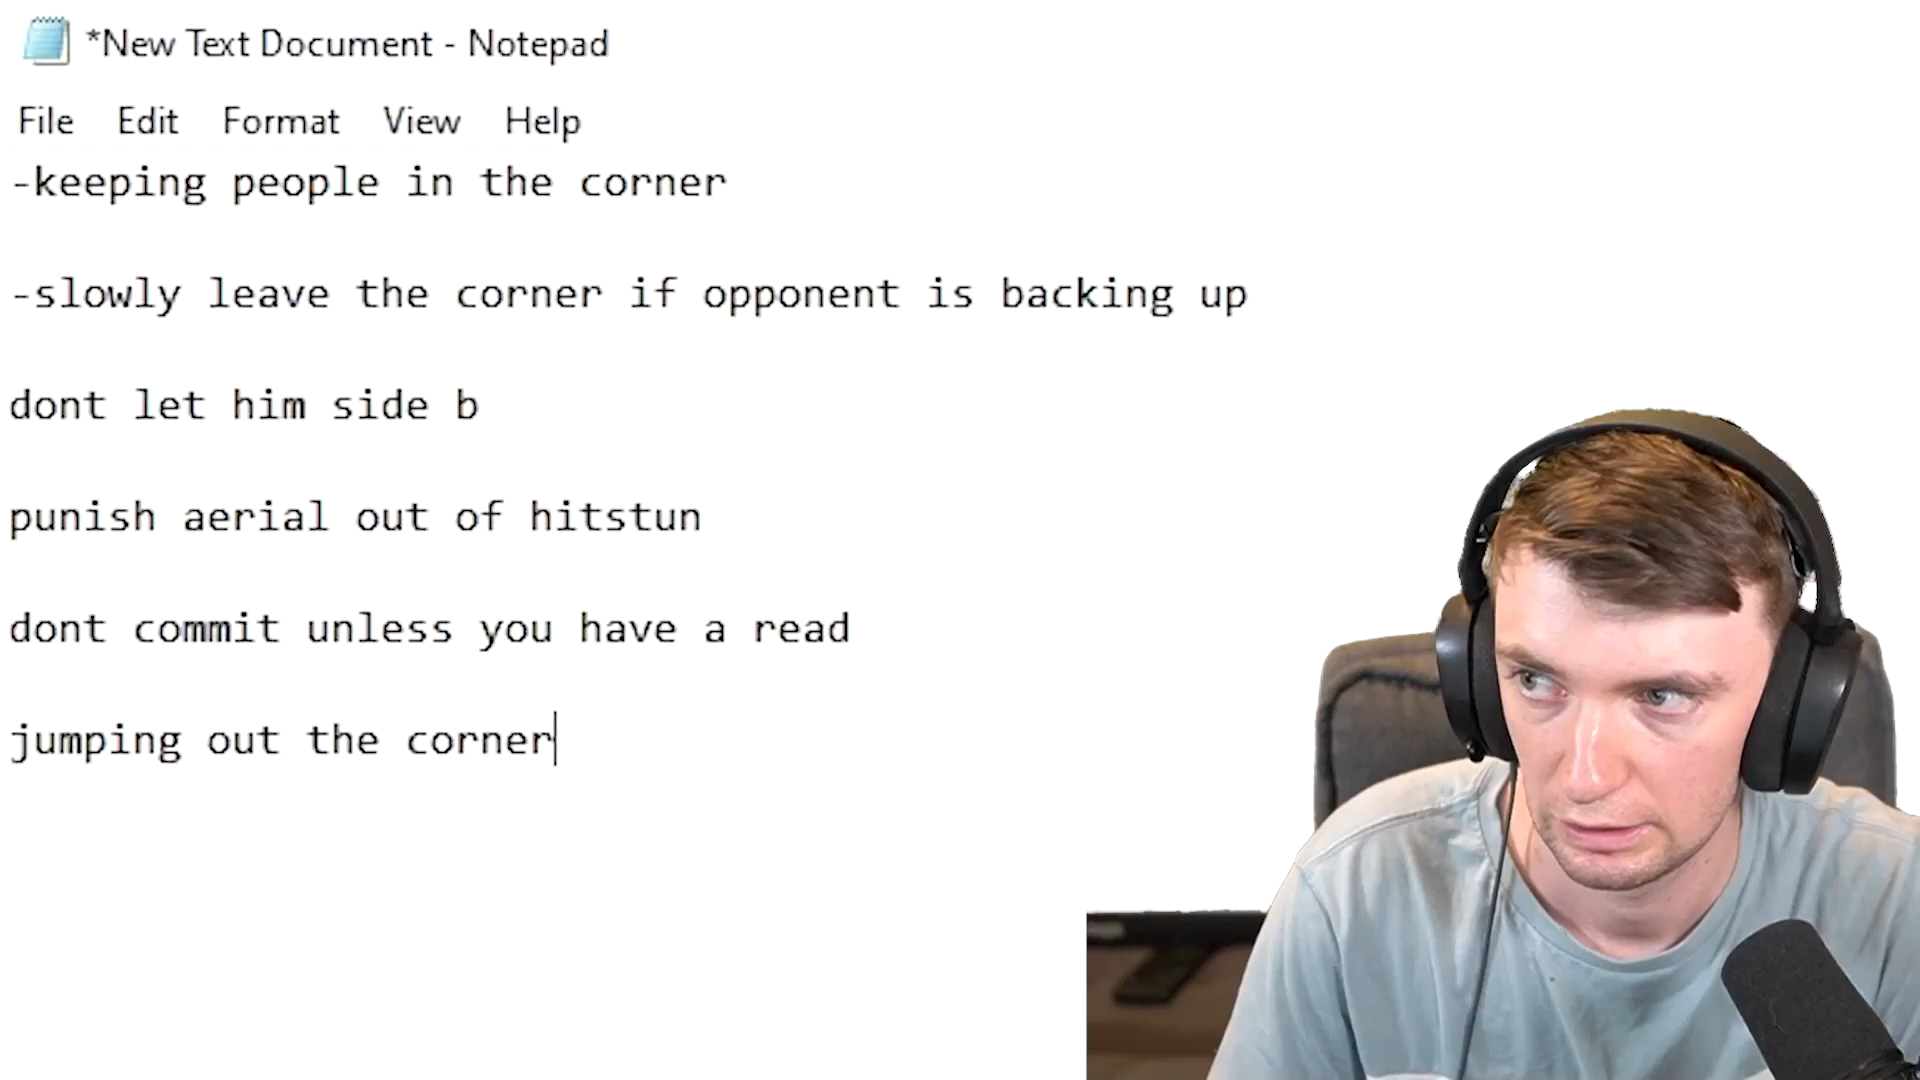 *New Text Document - Notepad
File Edit Format View Help
-keeping people in the corner
-slowly leave the corner if opponent is backing up
dont let him side b
punish aerial out of hitstun
dont commit unless you have a read
jumping out the corner